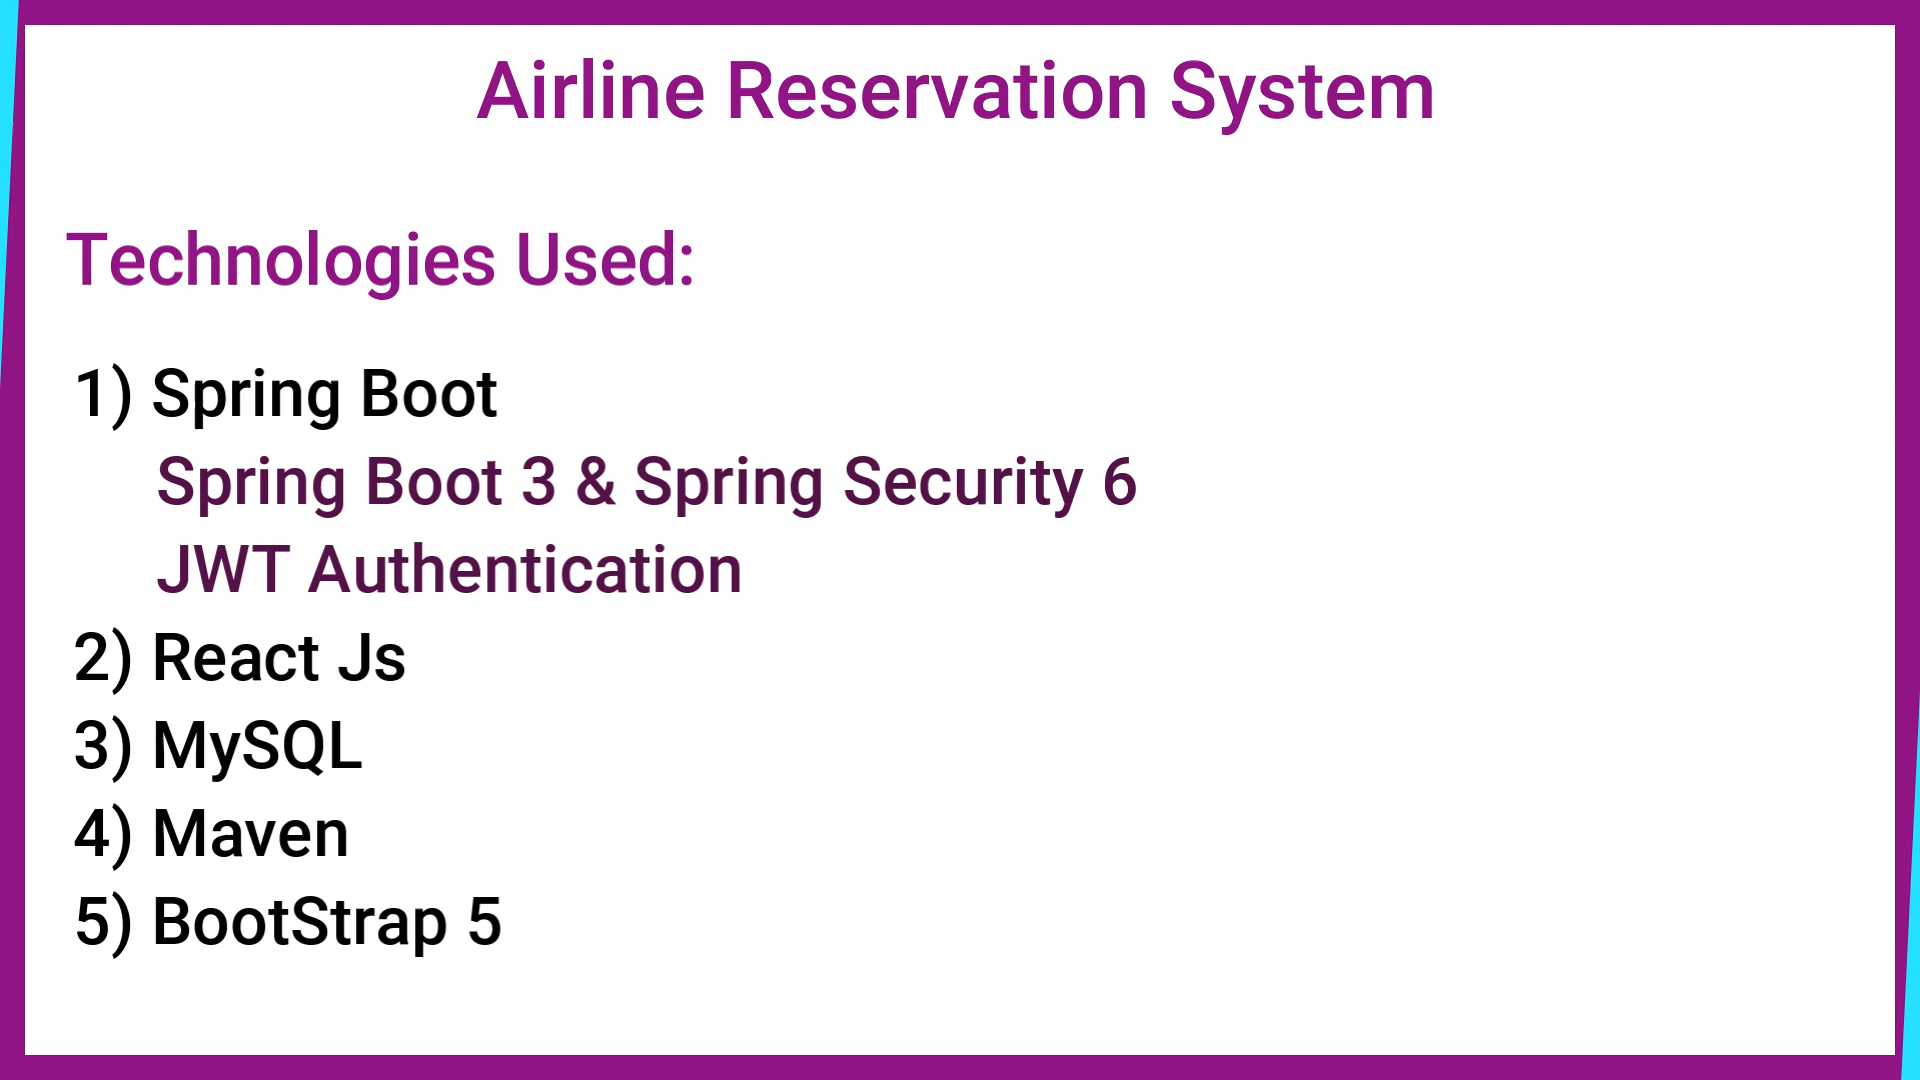 Airline Reservation System
Technologies Used:
1) Spring Boot
Spring Boot 3 & Spring Security 6
JWT Authentication
2) React Js
3) MySQL
4) Maven
5) BootStrap 5